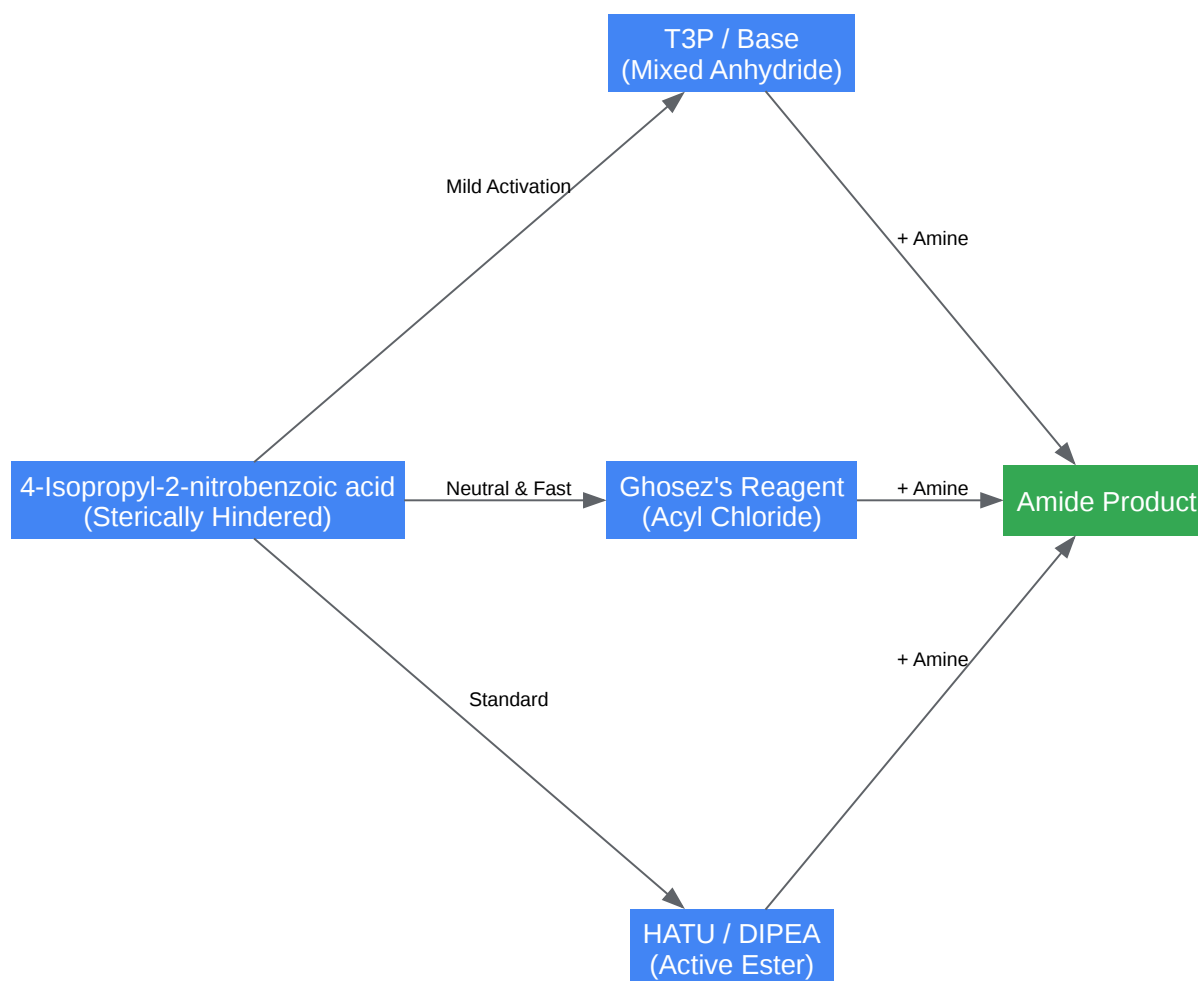 T3P / Base
(Mixed Anhydride)
Mild Activation
+ Amine
4-Isopropyl-2-nitrobenzoic acid
(Sterically Hindered)
Neutral & Fast
Ghosez's Reagent
(Acyl Chloride)
+ Amine
Amide Product
+ Amine
Standard
HATU / DIPEA
(Active Ester)